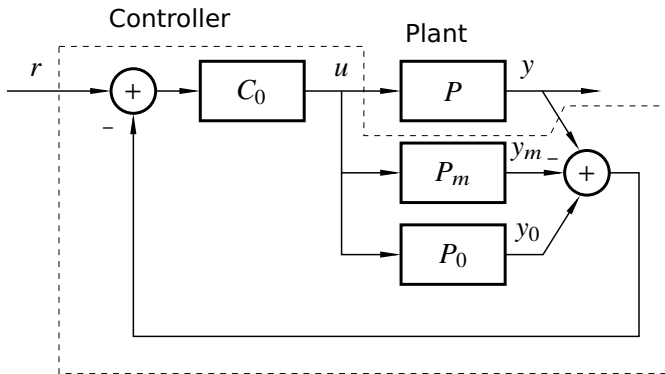 Controller
Plant
r
+
–
C₀
u
P
y
Pₘ
yₘ
–
+
P₀
y₀